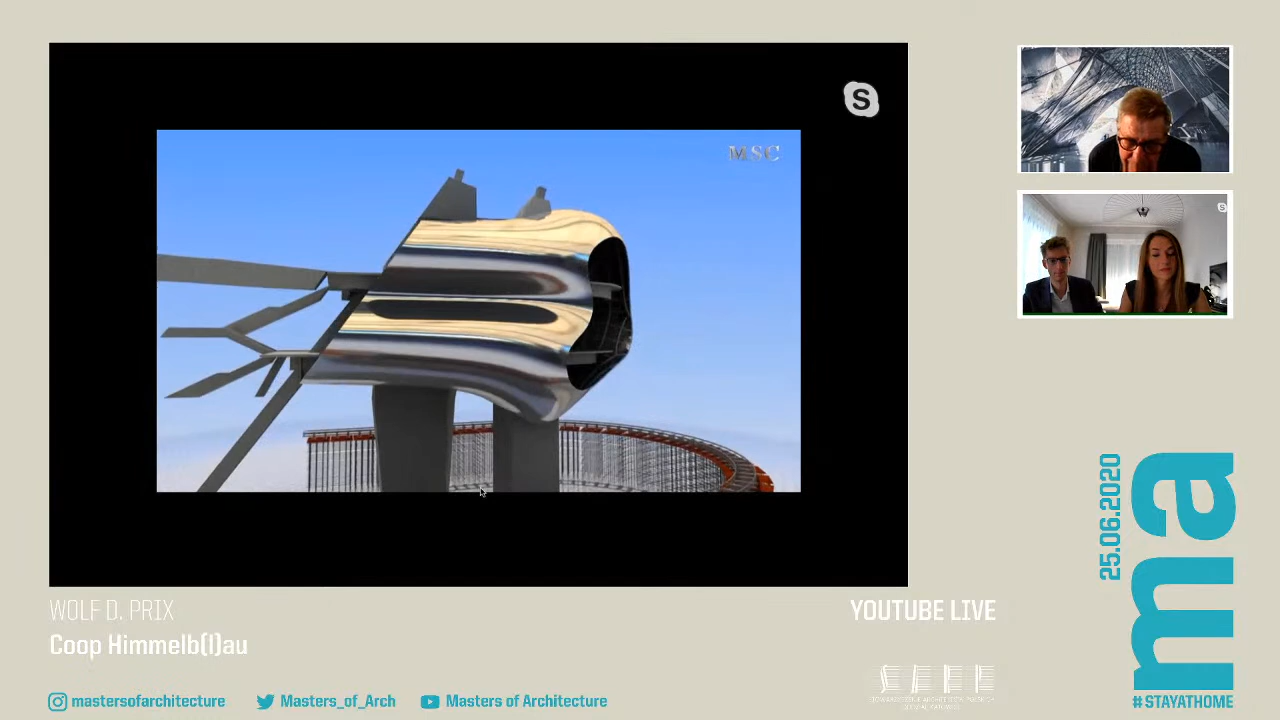 S
MSC
S
WOLF D. PRIX
Coop Himmelb(l)au
YOUTUBE LIVE
mastersofarchitecture
Masters_of_Arch
Masters of Architecture
25.06.2020
ma
#STAYATHOME